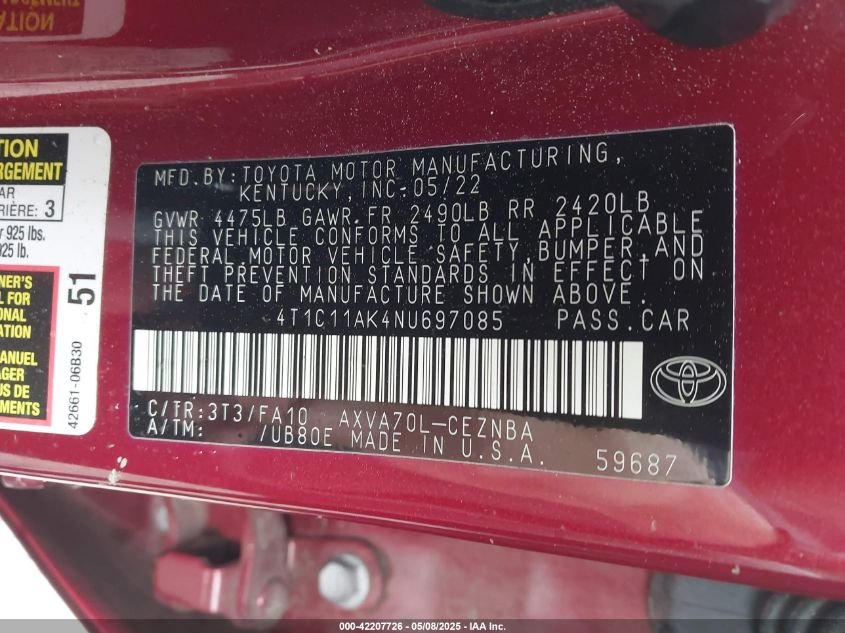 MFD.BY:TOYOTA MOTOR MANUFACTURING,
KENTUCKY, INC. 05/22
GVWR 4475LB GAWR FR 2490LB RR 2420LB
THIS VEHICLE CONFORMS TO ALL APPLICABLE
FEDERAL MOTOR VEHICLE SAFETY, BUMPER, AND
THEFT PREVENTION STANDARDS IN EFFECT ON
THE DATE OF MANUFACTURE SHOWN ABOVE.
4T1C11AK4NU697085 PASS.CAR
C/TR:3T3/FA10 AXVA70L-CEZNBA
A/TM: /UB80E MADE IN U.S.A. 59687
TION
RGEMENT
AR
RIÈRE: 3
r 925 lbs.
925 lb.
NER'S
L FOR
ONAL
ATION
MANUEL
AGER
US DE
MENTS
51
42661-06B30
TATION
000-42207726 - 05/08/2025 - IAA Inc.